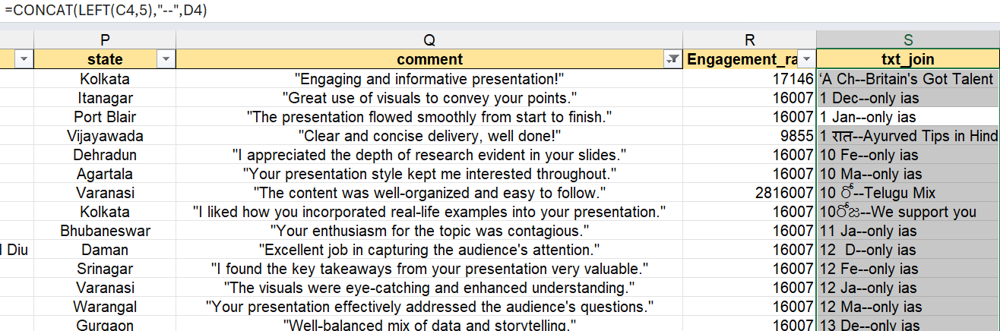 =CONCAT(LEFT(C4,5),"--",D4)
P Q R S
state comment Engagement_ra txt_join
Kolkata "Engaging and informative presentation!" 17146 'A Ch--Britain's Got Talent
Itanagar "Great use of visuals to convey your points." 16007 1 Dec--only ias
Port Blair "The presentation flowed smoothly from start to finish." 16007 1 Jan--only ias
Vijayawada "Clear and concise delivery, well done!" 9855 1 रात--Ayurved Tips in Hind
Dehradun "I appreciated the depth of research evident in your slides." 16007 10 Fe--only ias
Agartala "Your presentation style kept me interested throughout." 16007 10 Ma--only ias
Varanasi "The content was well-organized and easy to follow." 2816007 10 --Telugu Mix
Kolkata "I liked how you incorporated real-life examples into your presentation." 16007 10--We support you
Bhubaneswar "Your enthusiasm for the topic was contagious." 16007 11 Ja--only ias
l Diu Daman "Excellent job in capturing the audience's attention." 16007 12  D--only ias
Srinagar "I found the key takeaways from your presentation very valuable." 16007 12 Fe--only ias
Varanasi "The visuals were eye-catching and enhanced understanding." 16007 12 Ja--only ias
Warangal "Your presentation effectively addressed the audience's questions." 16007 12 Ma--only ias
Gurgaon "Well-balanced mix of data and storytelling." 16007 13 De--only ias